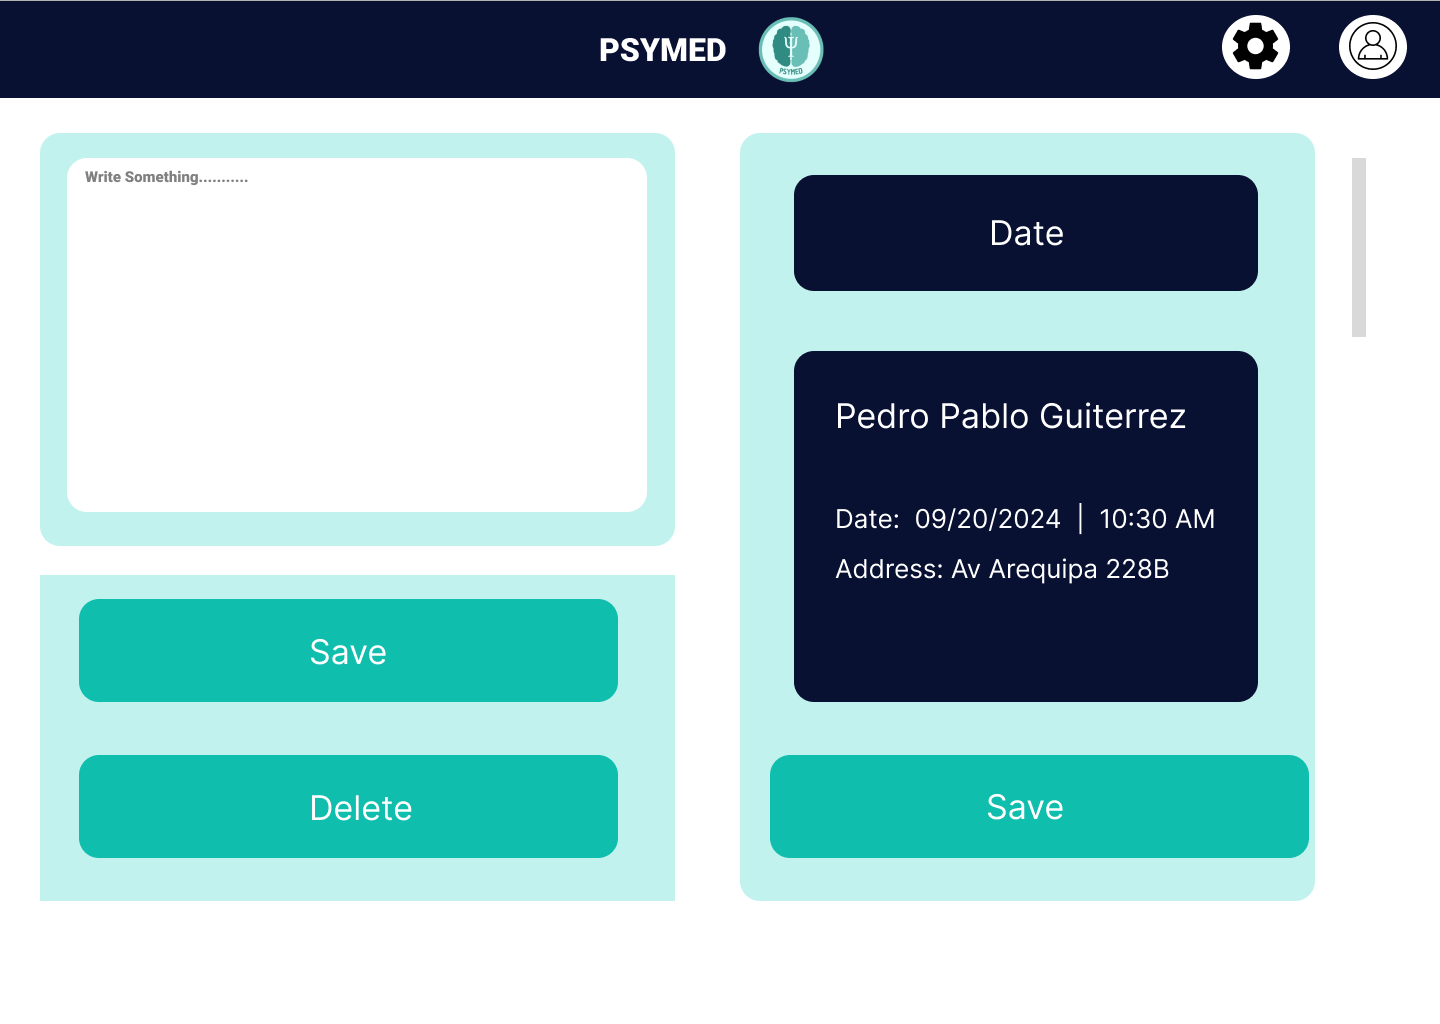 PSYMED
PSYMED
Write Something...........
Save
Delete
Date
Pedro Pablo Guiterrez
Date: 09/20/2024 | 10:30 AM
Address: Av Arequipa 228B
Save